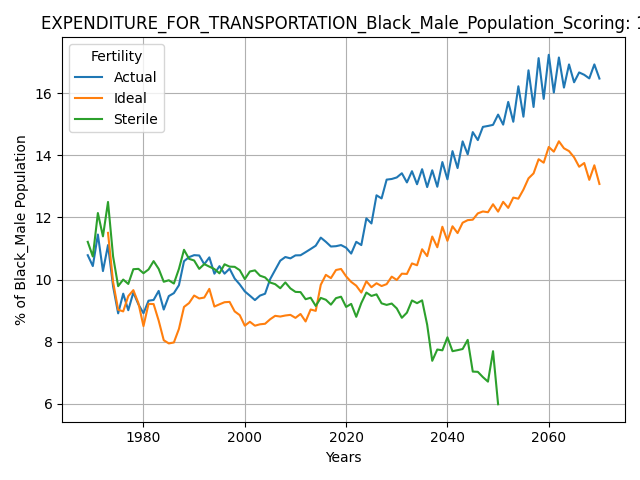 EXPENDITURE_FOR_TRANSPORTATION_Black_Male_Population_Scoring: 1
Fertility
Actual
Ideal
Sterile
% of Black_Male Population
16
14
12
10
8
6
1980 2000 2020 2040 2060
Years